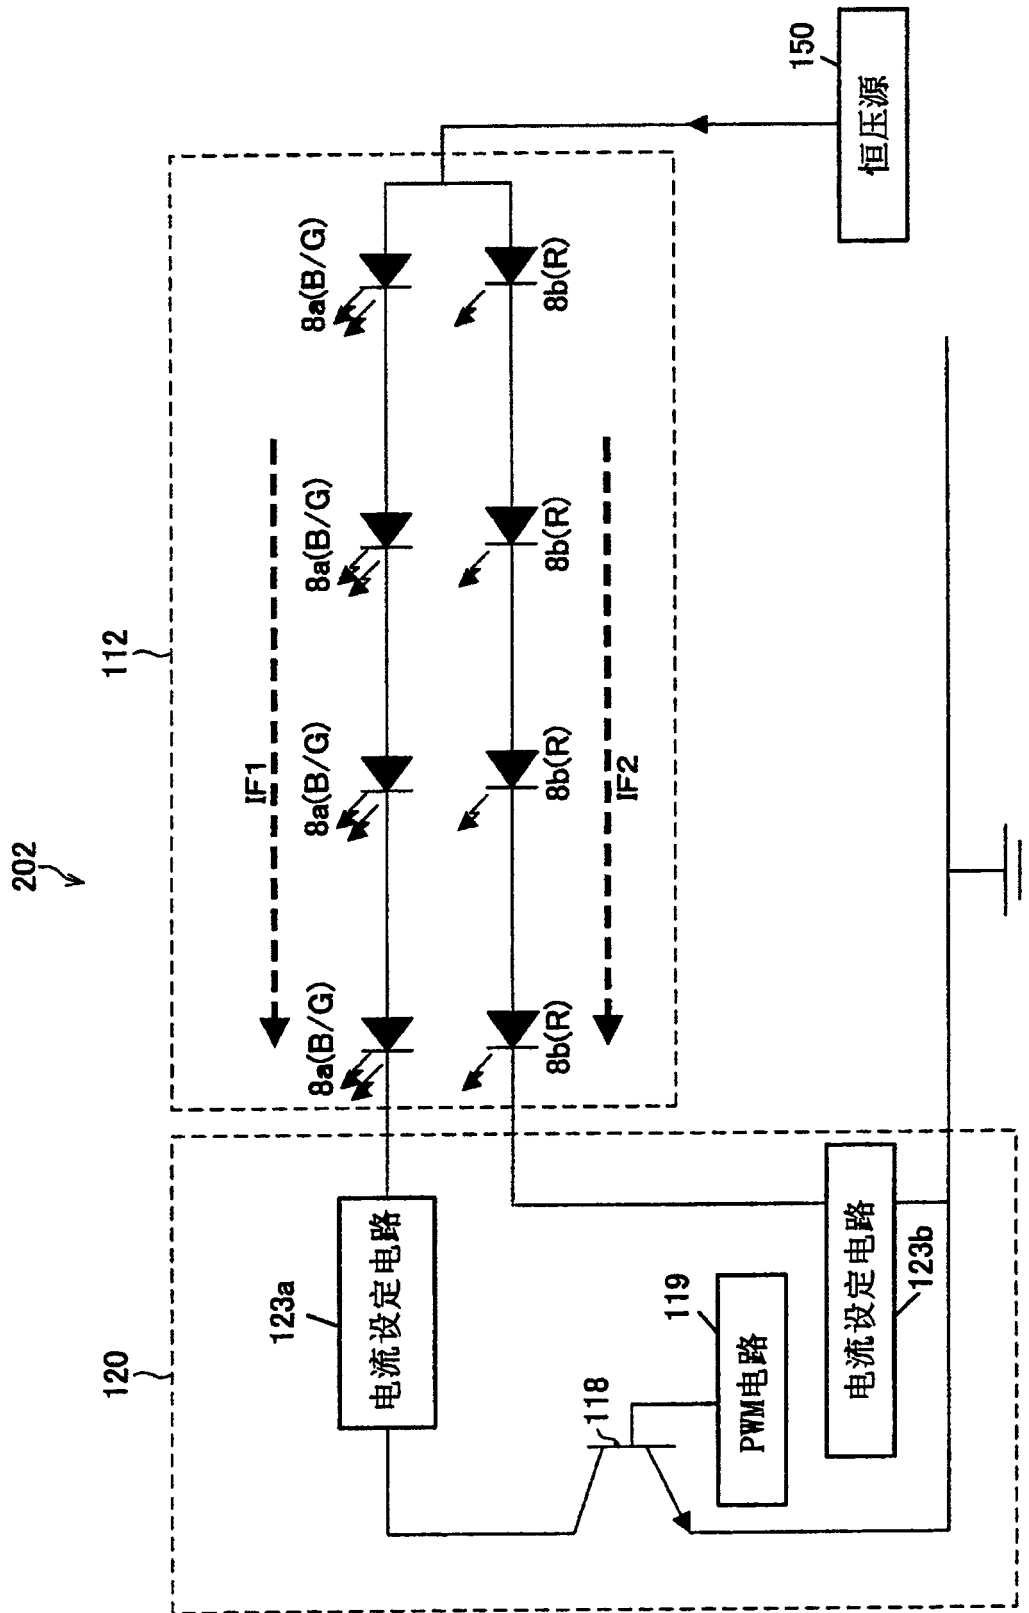 202
120
112
123a
电流设定电路
IF1
8a(B/G)
8a(B/G)
8a(B/G)
8a(B/G)
8b(R)
8b(R)
8b(R)
8b(R)
IF2
118
119
PWM电路
电流设定电路
123b
150
恒压源